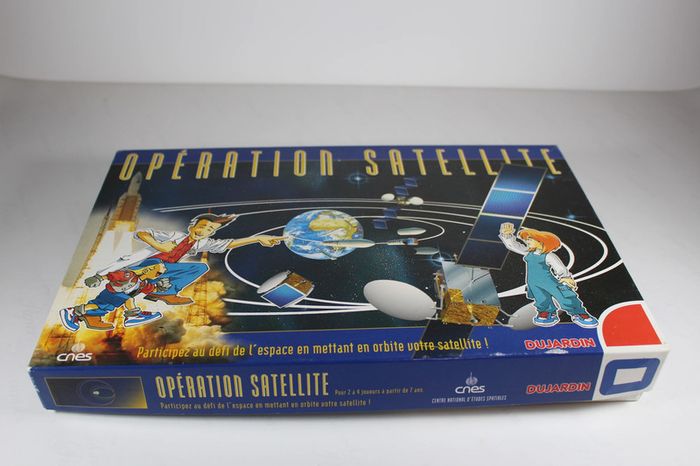 OPÉRATION SATELLITE
cnes
Participez au défi de l'espace en mettant en orbite votre satellite !
DUJARDIN
OPÉRATION SATELLITE
Pour 2 à 4 joueurs à partir de 7 ans.
Participez au défi de l'espace en mettant en orbite votre satellite !
cnes
CENTRE NATIONAL D'ÉTUDES SPATIALES
DUJARDIN